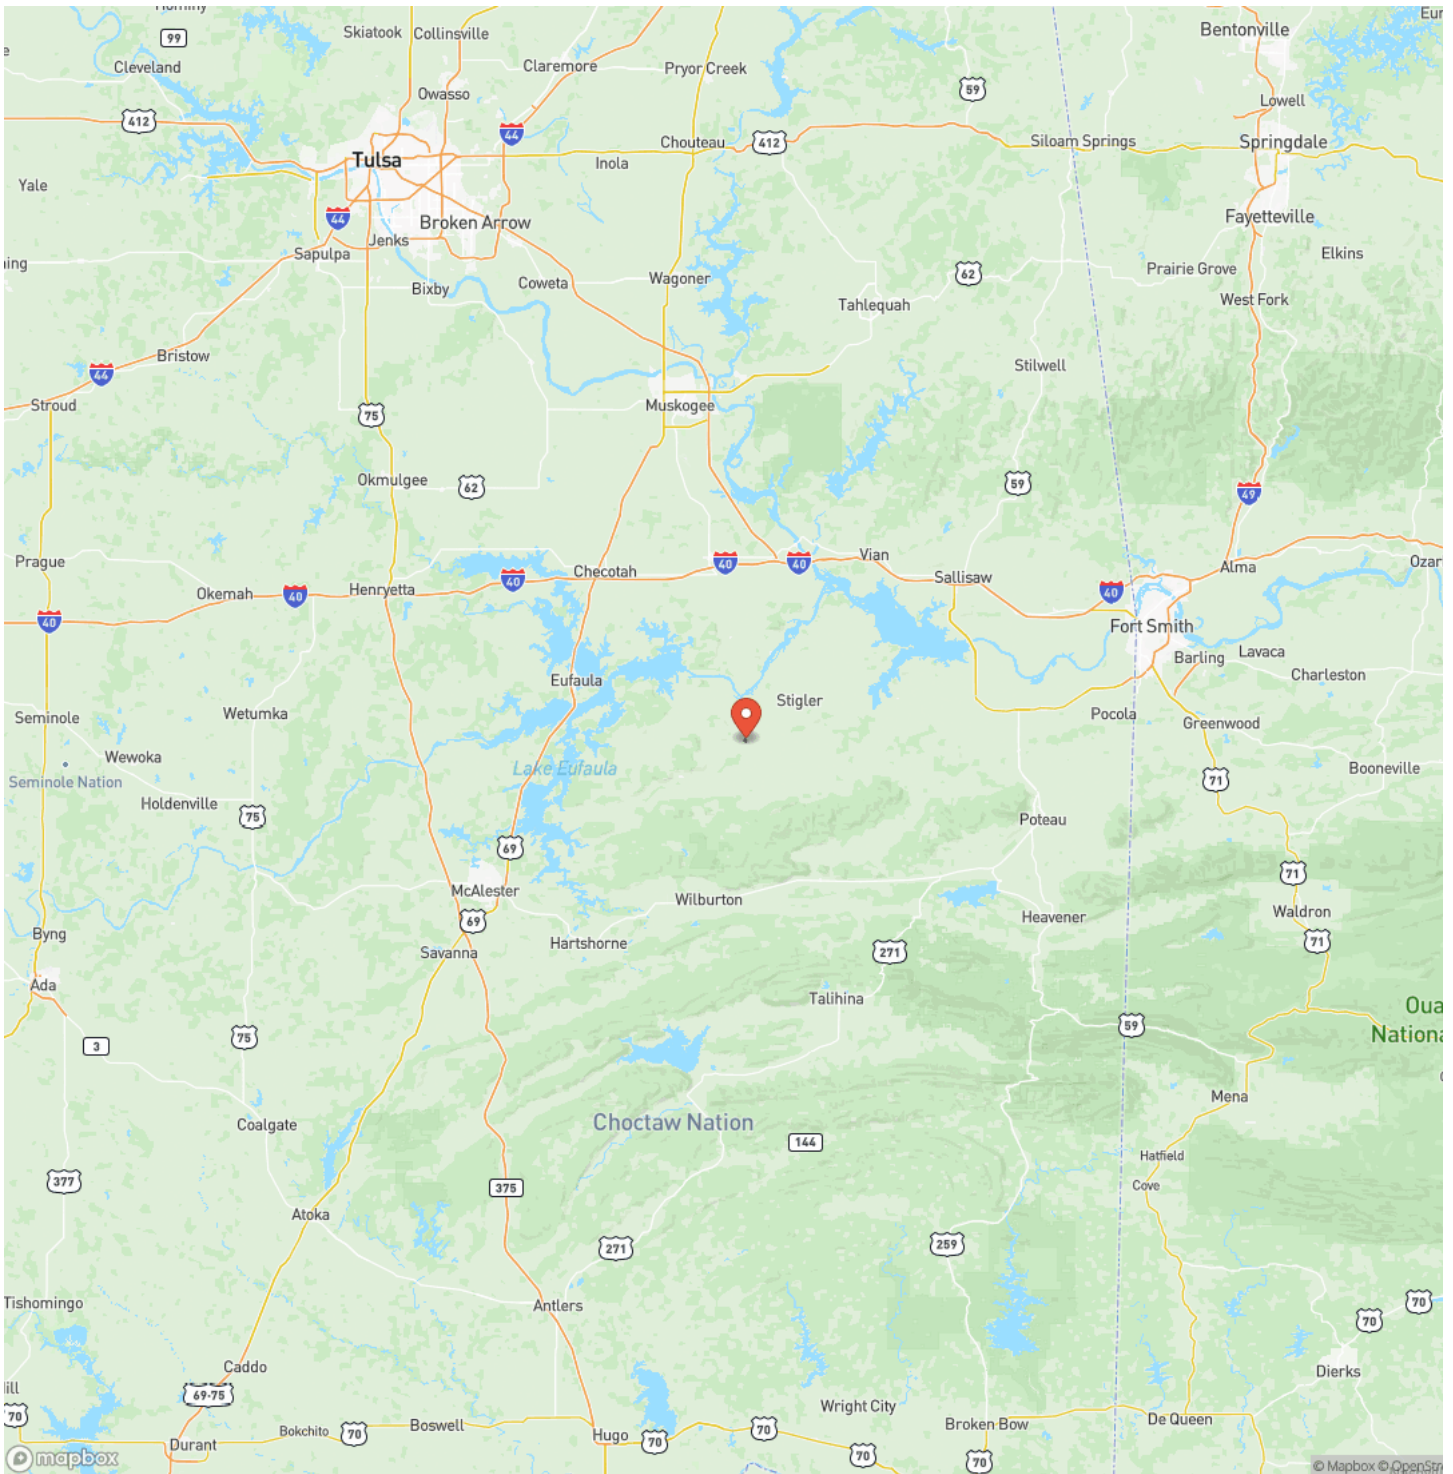 99
Skiatook
Collinsville
Cleveland
Claremore
Pryor Creek
Bentonville
Owasso
59
Lowell
412
44
Chouteau
412
Siloam Springs
Springdale
Tulsa
Inola
Yale
44
Broken Arrow
Fayetteville
Jenks
Sapulpa
Elkins
Wagoner
62
Prairie Grove
Bixby
Coweta
Tahlequah
West Fork
Bristow
44
Stilwell
Stroud
75
Muskogee
Okmulgee
62
59
49
Prague
40
40
Vian
Checotah
Alma
Okemah
40
Henryetta
40
Sallisaw
40
40
Fort Smith
Barling
Lavaca
Eufaula
Charleston
Stigler
Seminole
Wetumka
Pocola
Greenwood
Wewoka
Lake Eufaula
Booneville
Seminole Nation
71
Holdenville
75
Poteau
69
71
McAlester
Wilburton
Waldron
69
Heavener
Byng
Hartshorne
71
Savanna
271
Ada
Talihina
75
59
3
Mena
Coalgate
Choctaw Nation
144
Hatfield
377
375
Cove
Atoka
271
259
Tishomingo
Antlers
70
70
Caddo
Dierks
69-75
Wright City
70
Boswell
Broken Bow
De Queen
Bokchito
70
Hugo
70
70
Durant
70
70
mapbox
© Mapbox